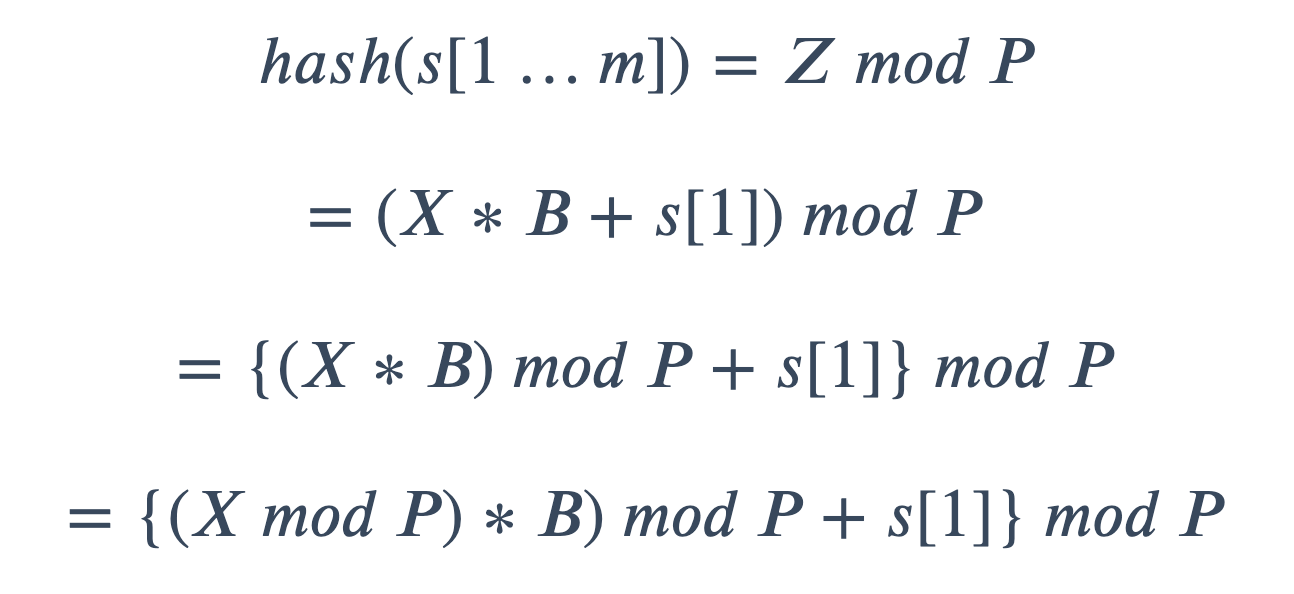 hash(s[1 … m]) = Z mod P
= (X * B + s[1]) mod P
= {(X * B) mod P + s[1]} mod P
= {(X mod P) * B) mod P + s[1]} mod P